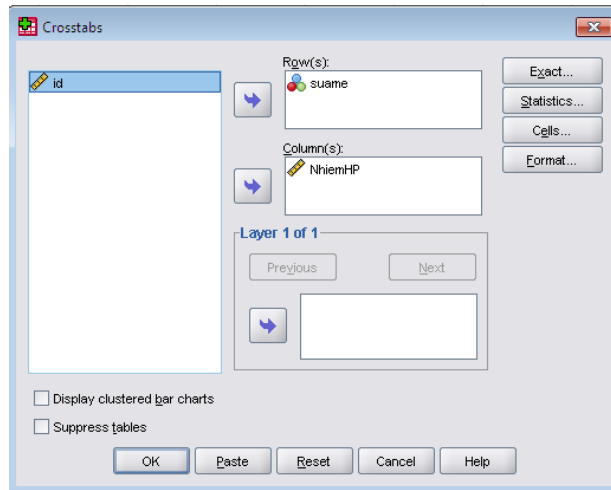 Crosstabs
id
Row(s):
suame
Column(s):
NhiemHP
Layer 1 of 1
Previous
Next
Exact...
Statistics...
Cells...
Format...
Display clustered bar charts
Suppress tables
OK
Paste
Reset
Cancel
Help